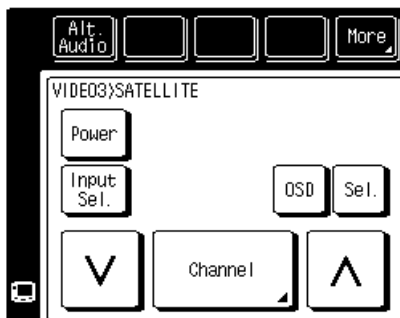 Alt. Audio
More
VIDEO3>SATELLITE
Power
Input Sel.
OSD
Sel.
V
Channel
Λ